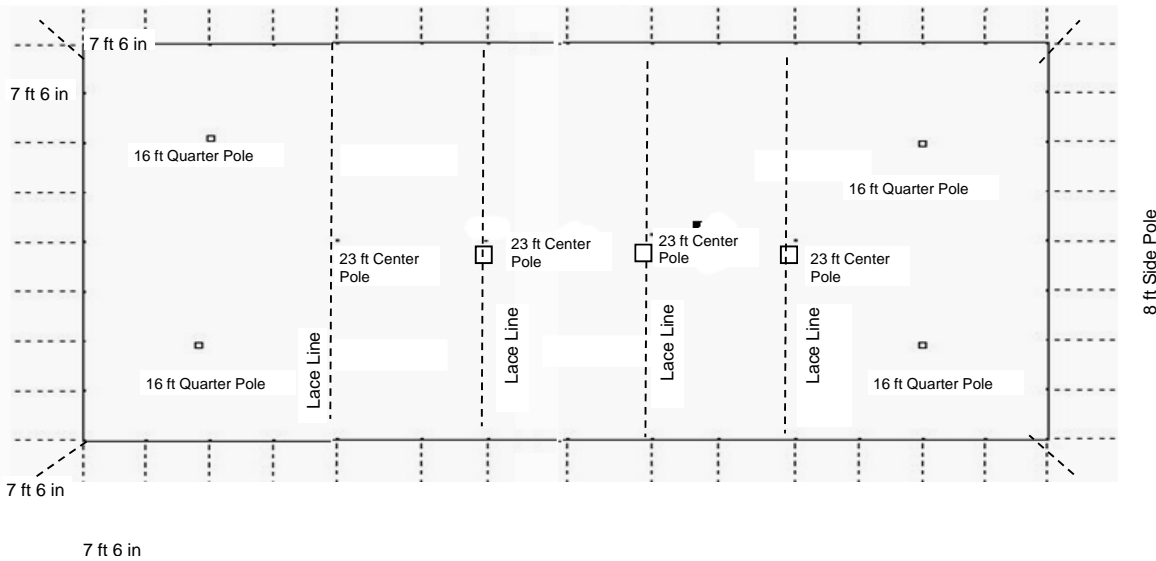 7 ft 6 in
7 ft 6 in
16 ft Quarter Pole
16 ft Quarter Pole
8 ft Side Pole
23 ft Center
Pole
23 ft Center
Pole
23 ft Center
Pole
23 ft Center
Pole
Lace Line
Lace Line
Lace Line
Lace Line
16 ft Quarter Pole
16 ft Quarter Pole
7 ft 6 in
7 ft 6 in